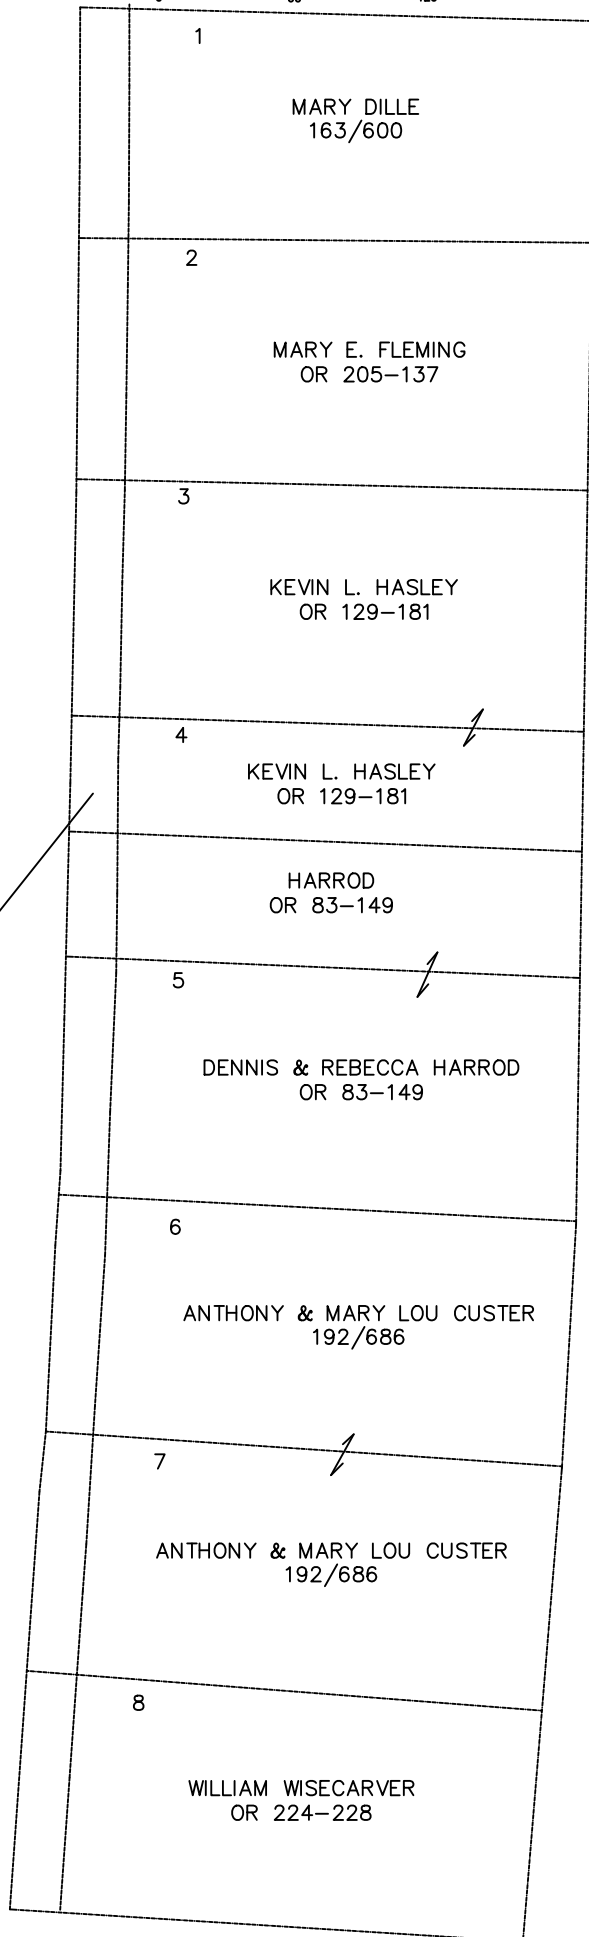 1
MARY DILLE
163/600
2
MARY E. FLEMING
OR 205-137
3
KEVIN L. HASLEY
OR 129-181
4
KEVIN L. HASLEY
OR 129-181
HARROD
OR 83-149
5
DENNIS & REBECCA HARROD
OR 83-149
6
ANTHONY & MARY LOU CUSTER
192/686
7
ANTHONY & MARY LOU CUSTER
192/686
8
WILLIAM WISECARVER
OR 224-228